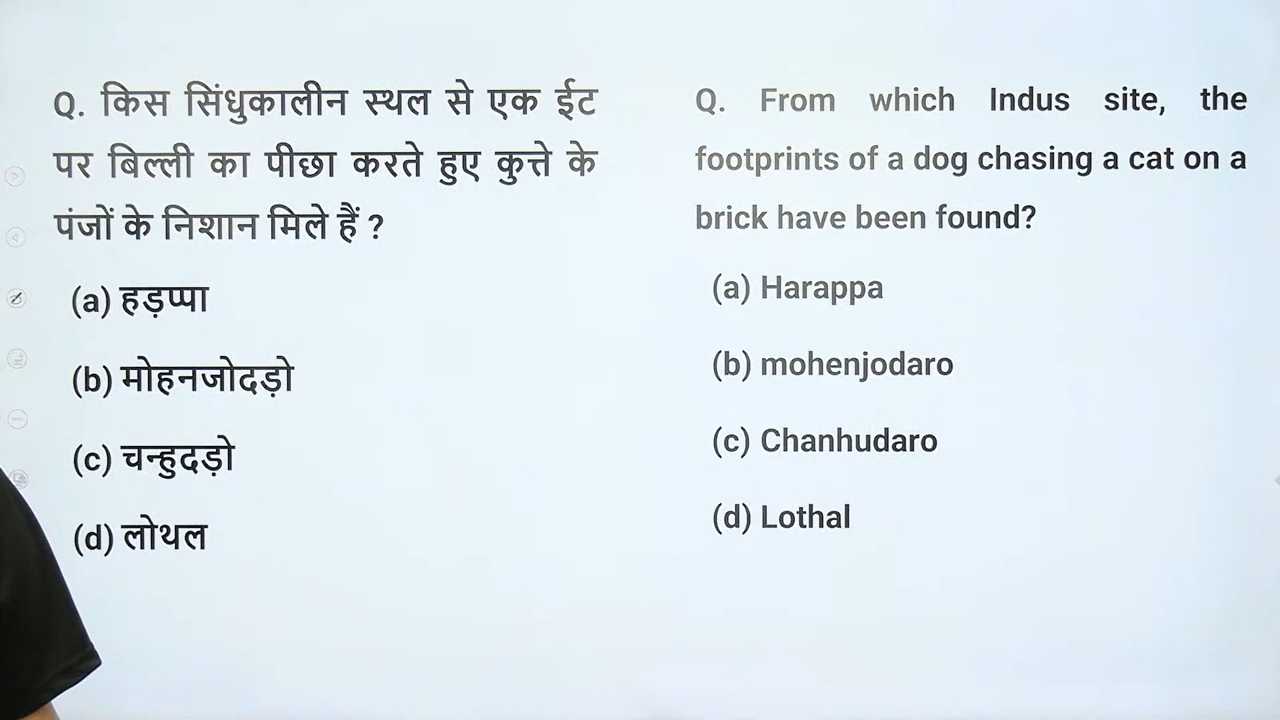 Q. किस सिंधुकालीन स्थल से एक ईट
पर बिल्ली का पीछा करते हुए कुत्ते के
पंजों के निशान मिले हैं ?
(a) हड़प्पा
(b) मोहनजोदड़ो
(c) चन्हुदड़ो
(d) लोथल
Q. From which Indus site, the
footprints of a dog chasing a cat on a
brick have been found?
(a) Harappa
(b) mohenjodaro
(c) Chanhudaro
(d) Lothal